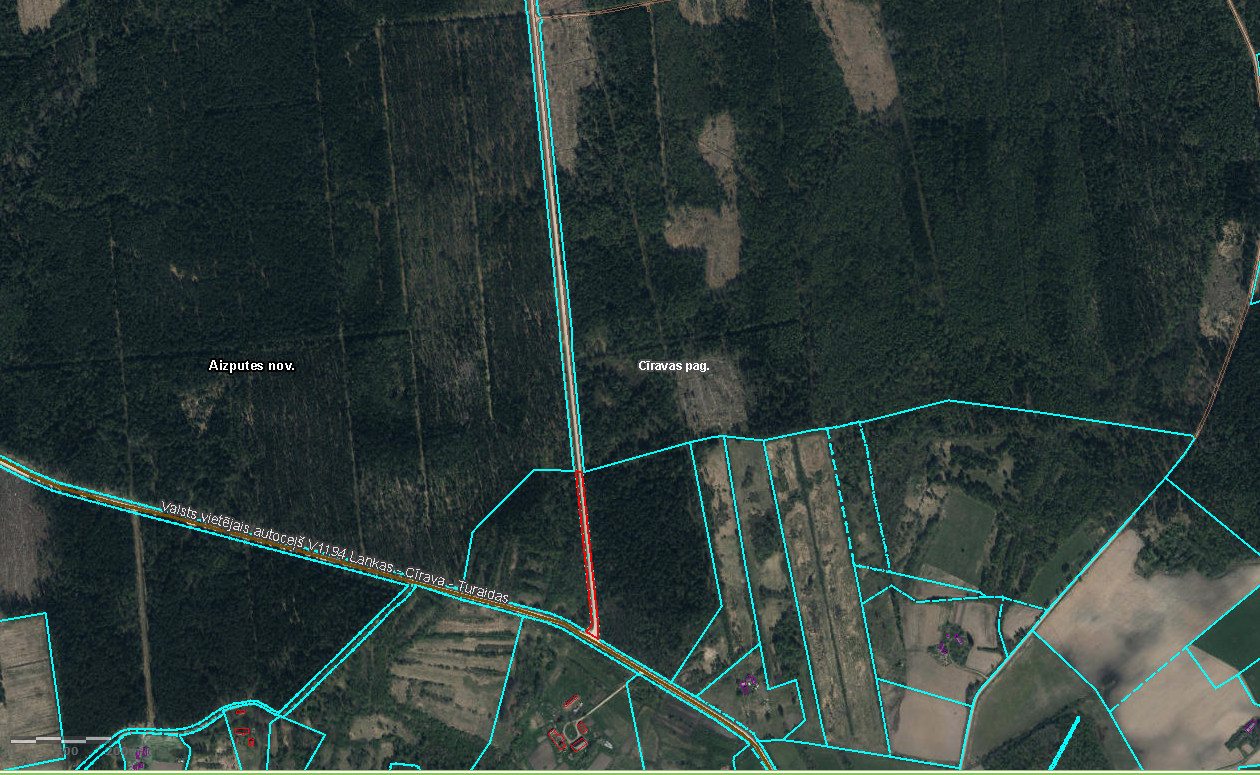 Aizputes nov.
Cīravas pag.
Valsts vietējais autoceļš V1194 Lankas - Cīrava - Turaidas